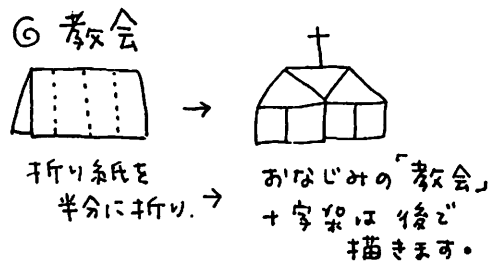 ⑥ 教会
折り紙を
半分に折り.
→
おなじみの「教会」
十字架は後で
描きます。